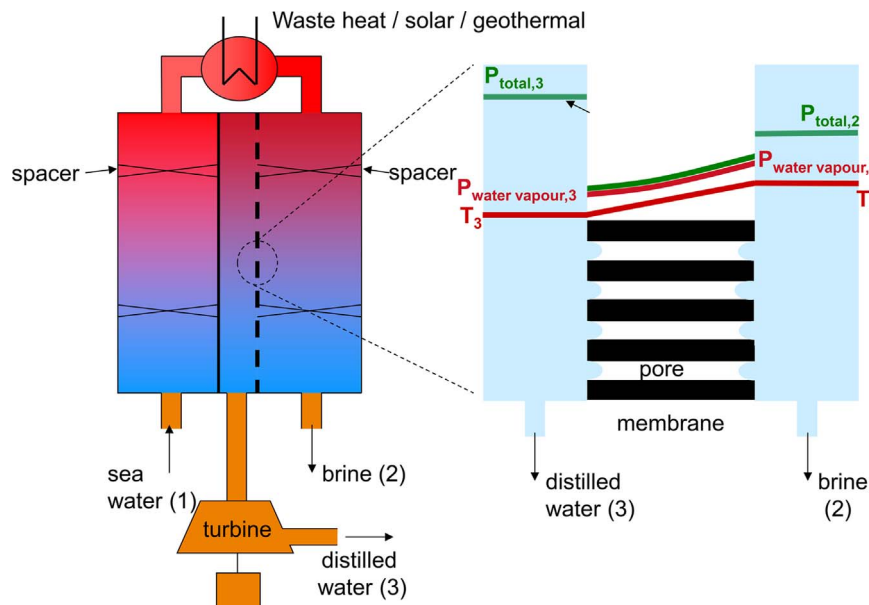 Waste heat / solar / geothermal
spacer
spacer
sea
water (1)
brine (2)
turbine
distilled
water (3)
P total,3
P total,2
P water vapour,3
P water vapour,
T3
T
pore
membrane
distilled
water (3)
brine
(2)